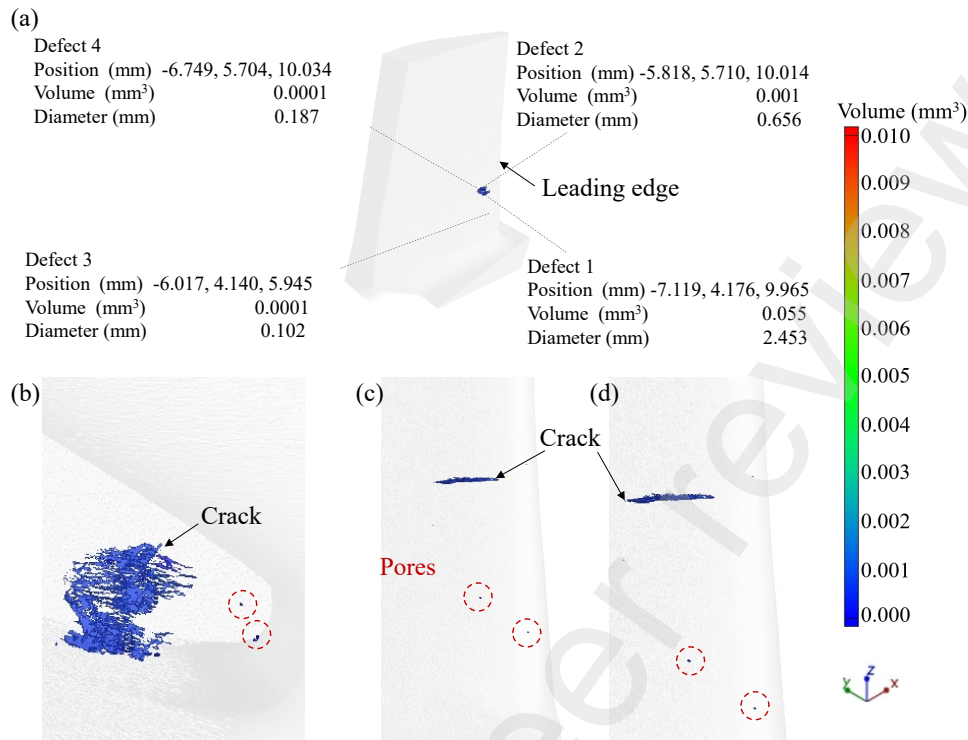 (a)
Defect 4
Position (mm) -6.749, 5.704, 10.034
Volume (mm³) 0.0001
Diameter (mm) 0.187
Defect 2
Position (mm) -5.818, 5.710, 10.014
Volume (mm³) 0.001
Diameter (mm) 0.656
Leading edge
Defect 3
Position (mm) -6.017, 4.140, 5.945
Volume (mm³) 0.0001
Diameter (mm) 0.102
Defect 1
Position (mm) -7.119, 4.176, 9.965
Volume (mm³) 0.055
Diameter (mm) 2.453
Volume (mm³)
0.010
0.009
0.008
0.007
0.006
0.005
0.004
0.003
0.002
0.001
0.000
(b)
Crack
(c)
(d)
Crack
Pores
z
y
x
er review